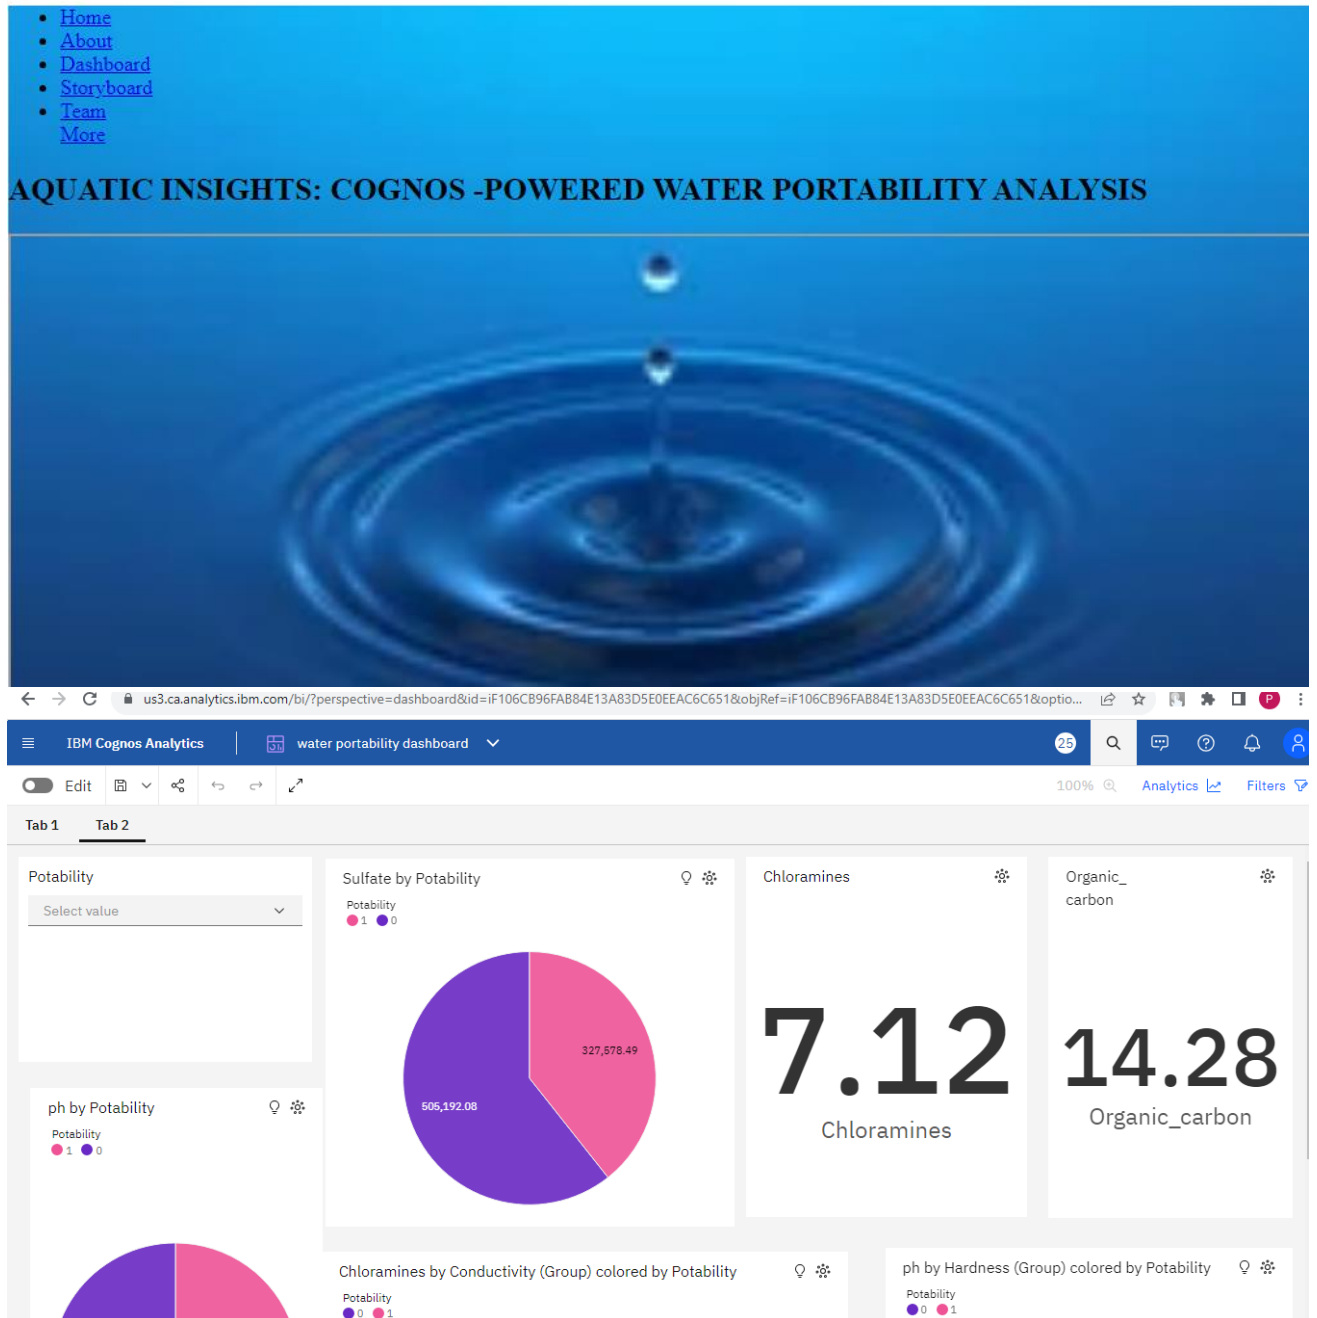 Home
About
Dashboard
Storyboard
Team
More
AQUATIC INSIGHTS: COGNOS -POWERED WATER PORTABILITY ANALYSIS
us3.ca.analytics.ibm.com/bi/?perspective=dashboard&id=iF106CB96FAB84E13A83D5E0EEAC6C651&objRef=iF106CB96FAB84E13A83D5E0EEAC6C651&optio...
P
IBM Cognos Analytics
water portability dashboard
25
Edit
100%
Analytics
Filters
Tab 1
Tab 2
Potability
Select value
Sulfate by Potability
Potability
1 0
327,578.49
505,192.08
Chloramines
7.12
Chloramines
Organic_
carbon
14.28
Organic_carbon
ph by Potability
Potability
1 0
Chloramines by Conductivity (Group) colored by Potability
Potability
0 1
ph by Hardness (Group) colored by Potability
Potability
0 1